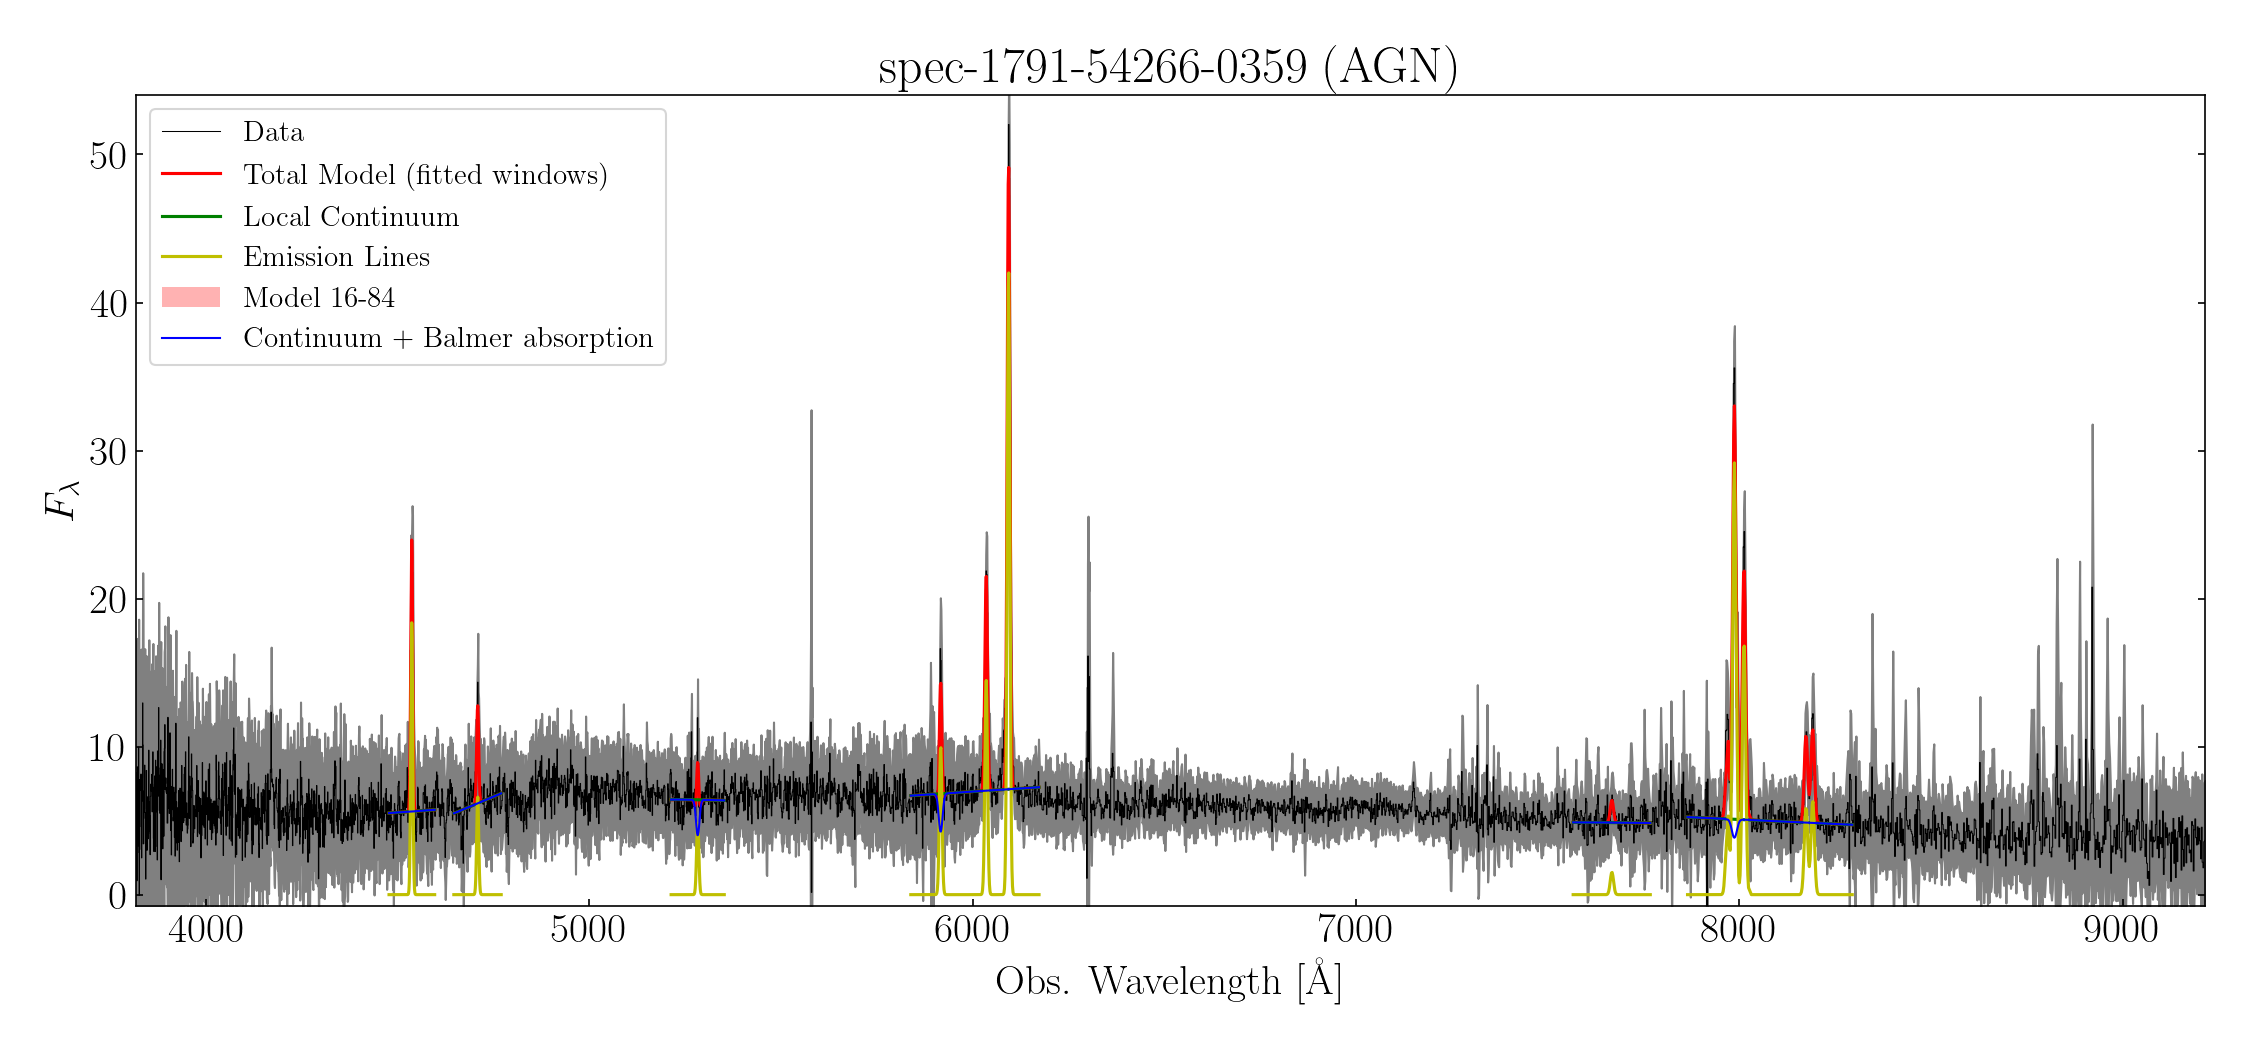 spec-1791-54266-0359 (AGN)
Data
Total Model (fitted windows)
Local Continuum
Emission Lines
Model 16-84
Continuum + Balmer absorption
50
40
30
20
10
0
Fλ
4000 5000 6000 7000 8000 9000
Obs. Wavelength [Å]